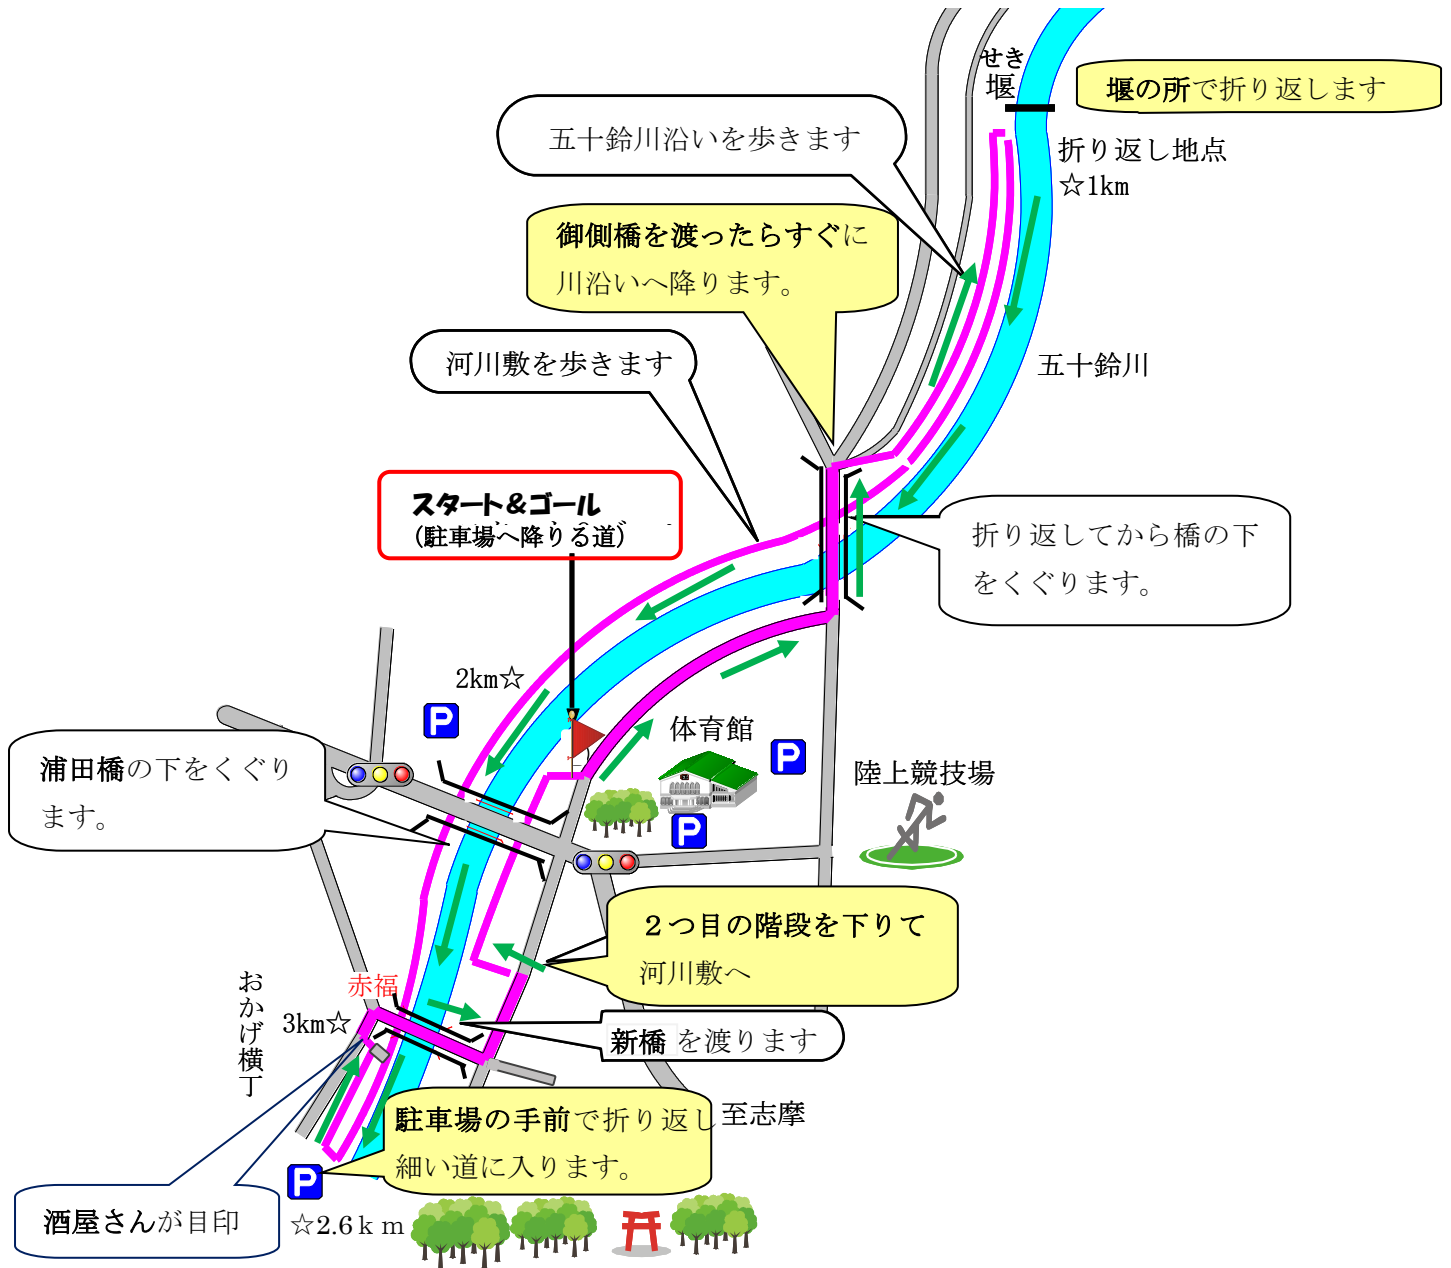 せき
堰
堰の所で折り返します
五十鈴川沿いを歩きます
折り返し地点
☆1km
御側橋を渡ったらすぐに
川沿いへ降ります。
河川敷を歩きます
五十鈴川
スタート&ゴール
(駐車場へ降りる道)
折り返してから橋の下
をくぐります。
2km☆
P
体育館
P
浦田橋の下をくぐり
ます。
陸上競技場
P
２つ目の階段を下りて
河川敷へ
赤福
おかげ横丁
3km☆
新橋 を渡ります
駐車場の手前で折り返し
細い道に入ります。
至志摩
P
酒屋さんが目印
☆2.6ｋｍ